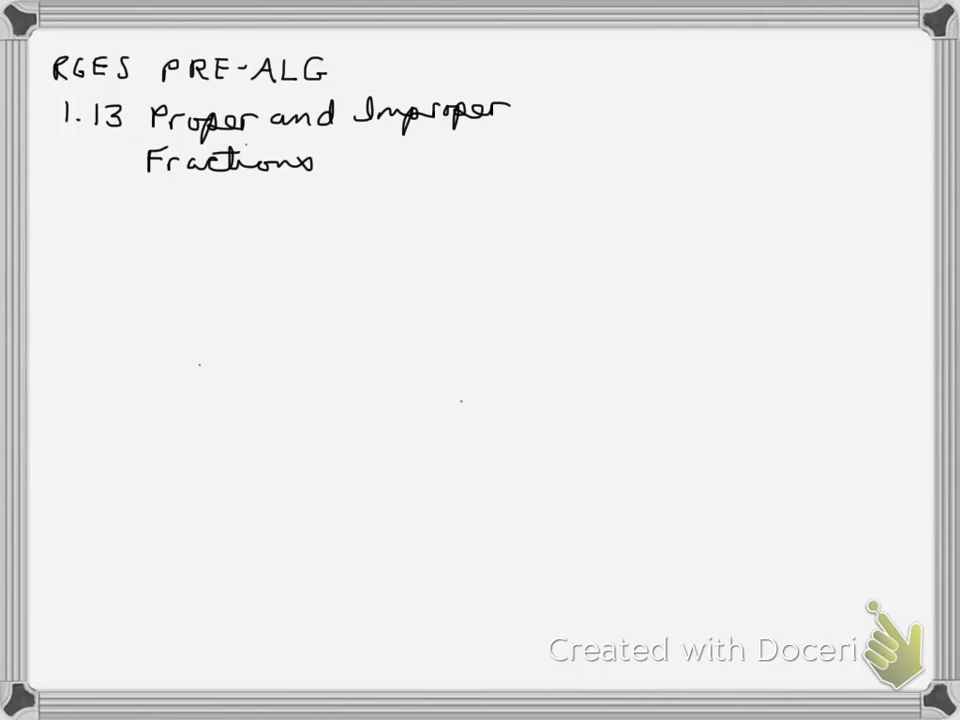 RGES PRE-ALG
1.13 Proper and Improper
Fractions
Created with Doceri